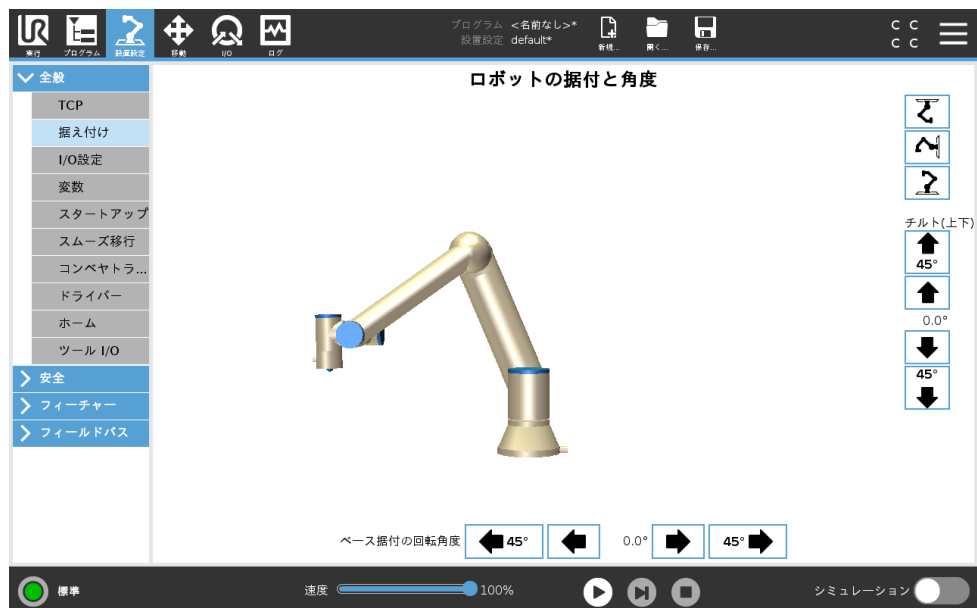 UR
実行
プログラム
設置設定
移動
I/O
ログ
プログラム <名前なし>*
設置設定 default*
新規...
開く...
保存...
C C
C C
全般
TCP
据え付け
I/O設定
変数
スタートアップ
スムーズ移行
コンベヤトラ...
ドライバー
ホーム
ツール I/O
安全
フィーチャー
フィールドバス
ロボットの据付と角度
チルト(上下)
45°
0.0°
45°
ベース据付の回転角度 45° 0.0° 45°
標準
速度 100%
シミュレーション